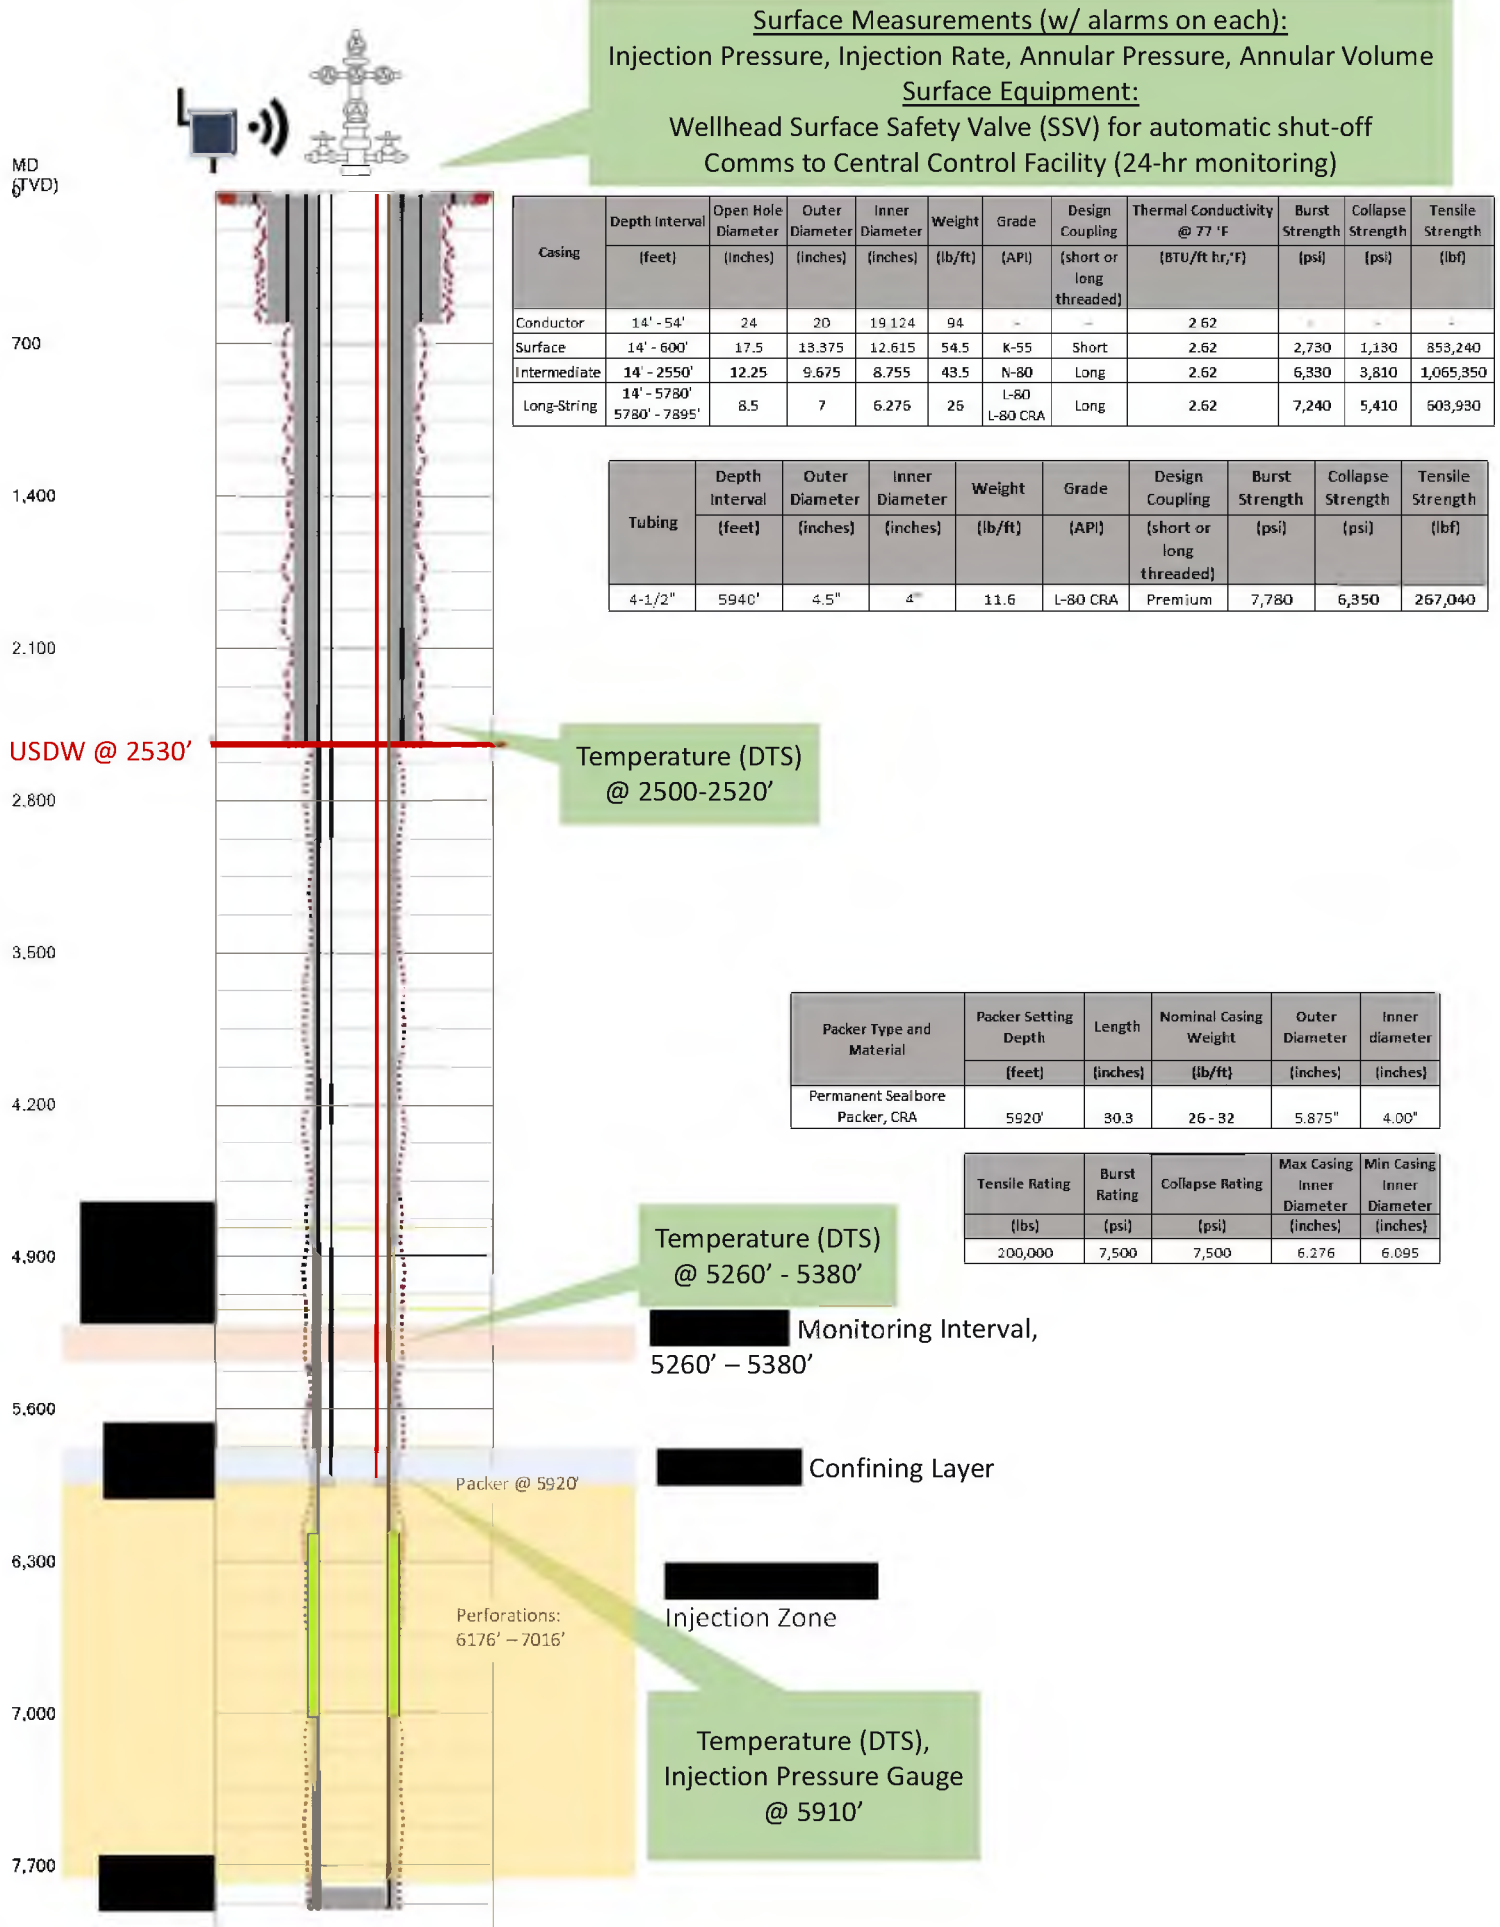 Surface Measurements (w/ alarms on each):
Injection Pressure, Injection Rate, Annular Pressure, Annular Volume
Surface Equipment:
Wellhead Surface Safety Valve (SSV) for automatic shut-off
Comms to Central Control Facility (24-hr monitoring)
MD
(TVD)
0
700
1,400
2.100
USDW @ 2530'
2.800
3,500
4.200
4,900
5,600
6,300
7,000
7,700
Casing Depth Interval Open Hole Diameter Outer Diameter Inner Diameter Weight Grade Design Coupling Thermal Conductivity @ 77 °F Burst Strength Collapse Strength Tensile Strength
(feet) (inches) (inches) (inches) (lb/ft) (API) (short or long threaded) (BTU/ft hr,°F) (psi) (psi) (lbf)
Conductor 14' - 54' 24 20 19 124 94 - - 2 62 - - -
Surface 14' - 600' 17.5 13.375 12.615 54.5 K-55 Short 2.62 2,730 1,130 853,240
Intermediate 14' - 2550' 12.25 9.675 8.755 43.5 N-80 Long 2.62 6,330 3,810 1,065,350
Long-String 14' - 5780' 5780' - 7895' 8.5 7 6.276 26 L-80 L-80 CRA Long 2.62 7,240 5,410 603,930
Tubing Depth Interval Outer Diameter Inner Diameter Weight Grade Design Coupling Burst Strength Collapse Strength Tensile Strength
(feet) (inches) (inches) (lb/ft) (API) (short or long threaded) (psi) (psi) (lbf)
4-1/2" 5940' 4.5" 4" 11.6 L-80 CRA Premium 7,780 6,350 267,040
Temperature (DTS)
@ 2500-2520'
Packer Type and Material Packer Setting Depth Length Nominal Casing Weight Outer Diameter Inner diameter
(feet) (inches) (lb/ft) (inches) (inches)
Permanent Sealbore Packer, CRA 5920' 30.3 26 - 32 5.875" 4.00"
Tensile Rating Burst Rating Collapse Rating Max Casing Inner Diameter Min Casing Inner Diameter
(lbs) (psi) (psi) (inches) (inches)
200,000 7,500 7,500 6.276 6.095
Temperature (DTS)
@ 5260' - 5380'
Monitoring Interval,
5260' – 5380'
Confining Layer
Packer @ 5920'
Injection Zone
Perforations:
6176' – 7016'
Temperature (DTS),
Injection Pressure Gauge
@ 5910'